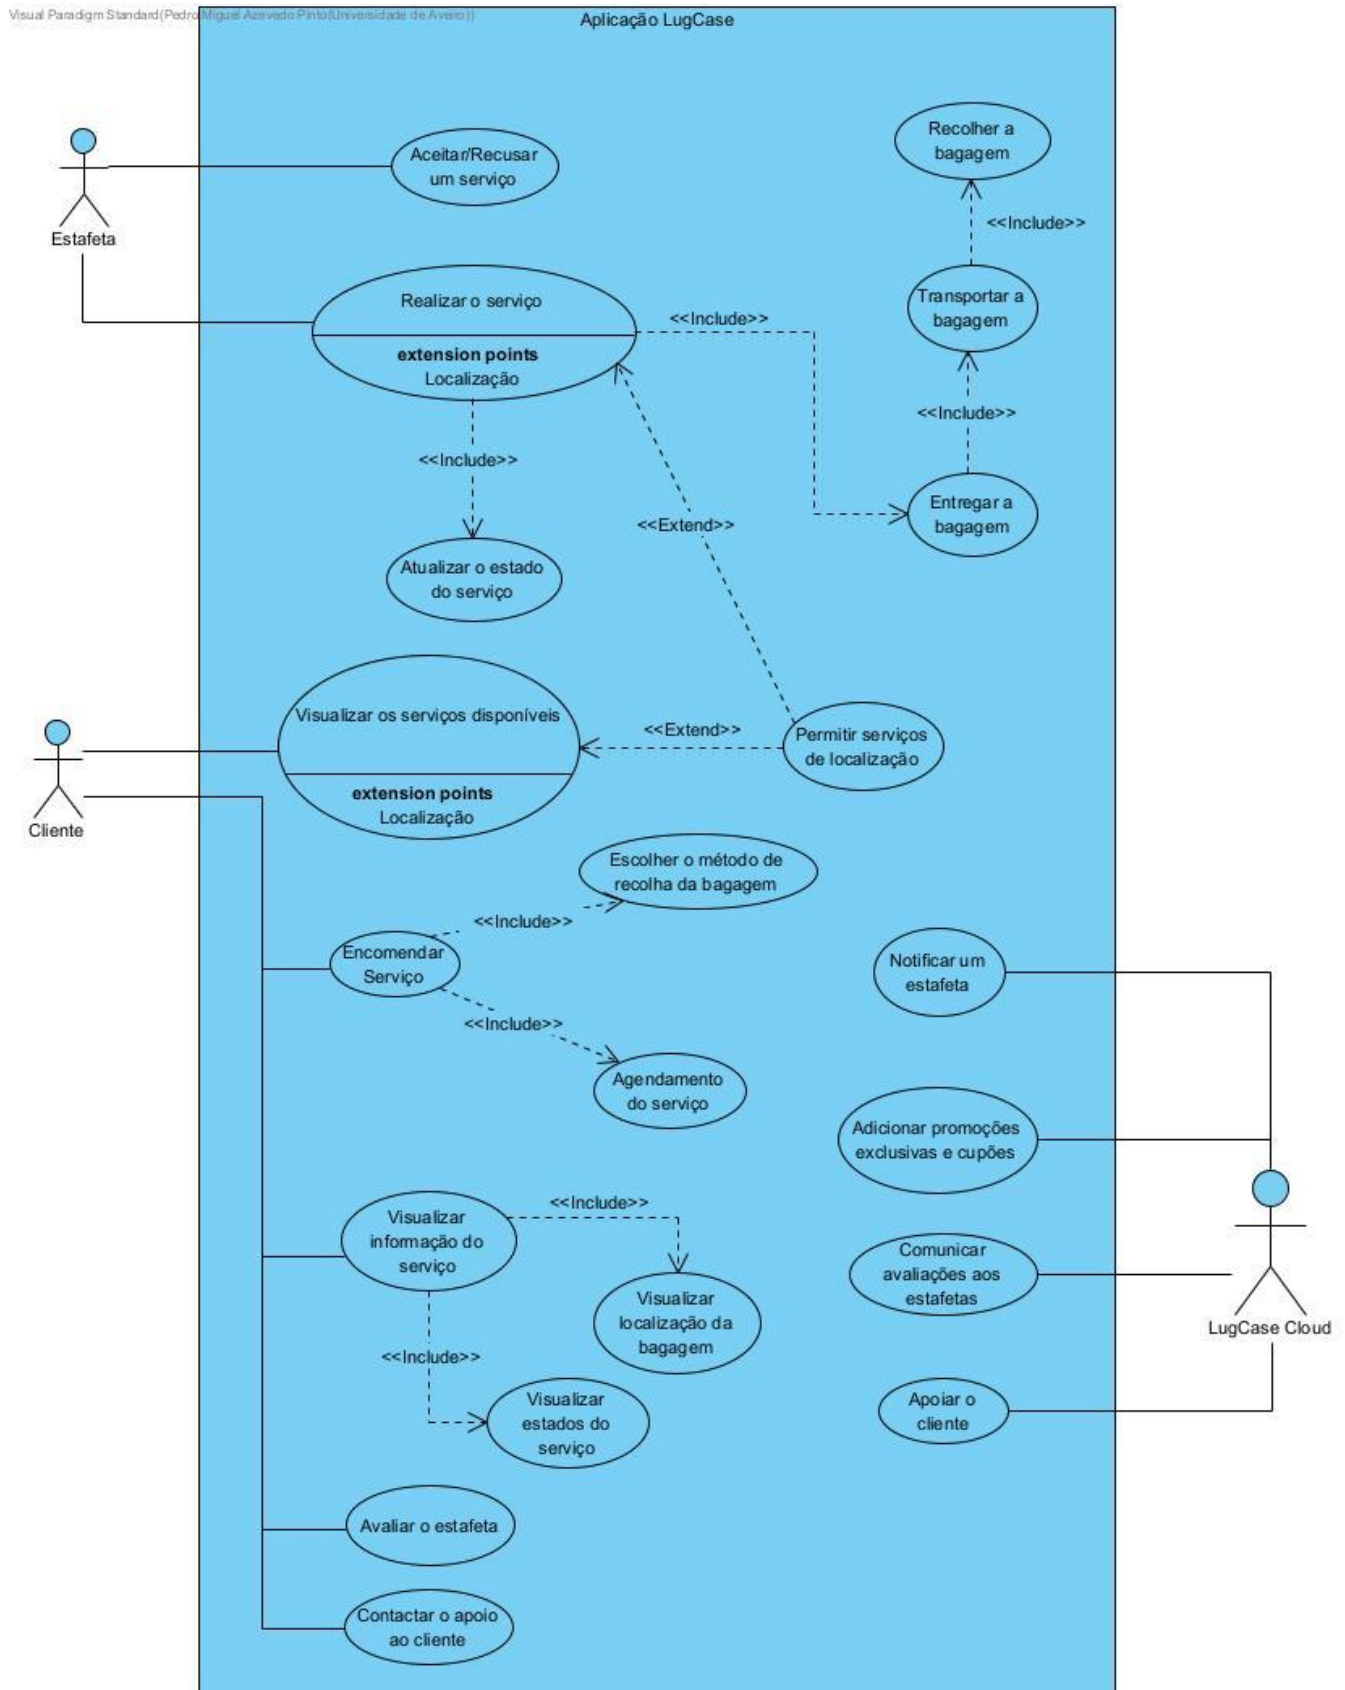 Visual Paradigm Standard(Pedro Miguel Azevedo Pinto(Universidade de Aveiro))
Aplicação LugCase
Recolher a
bagagem
Aceitar/Recusar
um serviço
<<Include>>
Estafeta
Transportar a
bagagem
Realizar o serviço
<<Include>>
extension points
Localização
<<Include>>
<<Include>>
Entregar a
bagagem
<<Extend>>
Atualizar o estado
do serviço
Visualizar os serviços disponíveis
<<Extend>>
Permitir serviços
de localização
extension points
Localização
Cliente
Escolher o método de
recolha da bagagem
<<Include>>
Encomendar
Serviço
Notificar um
estafeta
<<Include>>
Agendamento
do serviço
Adicionar promoções
exclusivas e cupões
<<Include>>
Visualizar
informação do
serviço
Comunicar
avaliações aos
estafetas
Visualizar
localização da
bagagem
LugCase Cloud
<<Include>>
Visualizar
estados do
serviço
Apoiar o
cliente
Avaliar o estafeta
Contactar o apoio
ao cliente